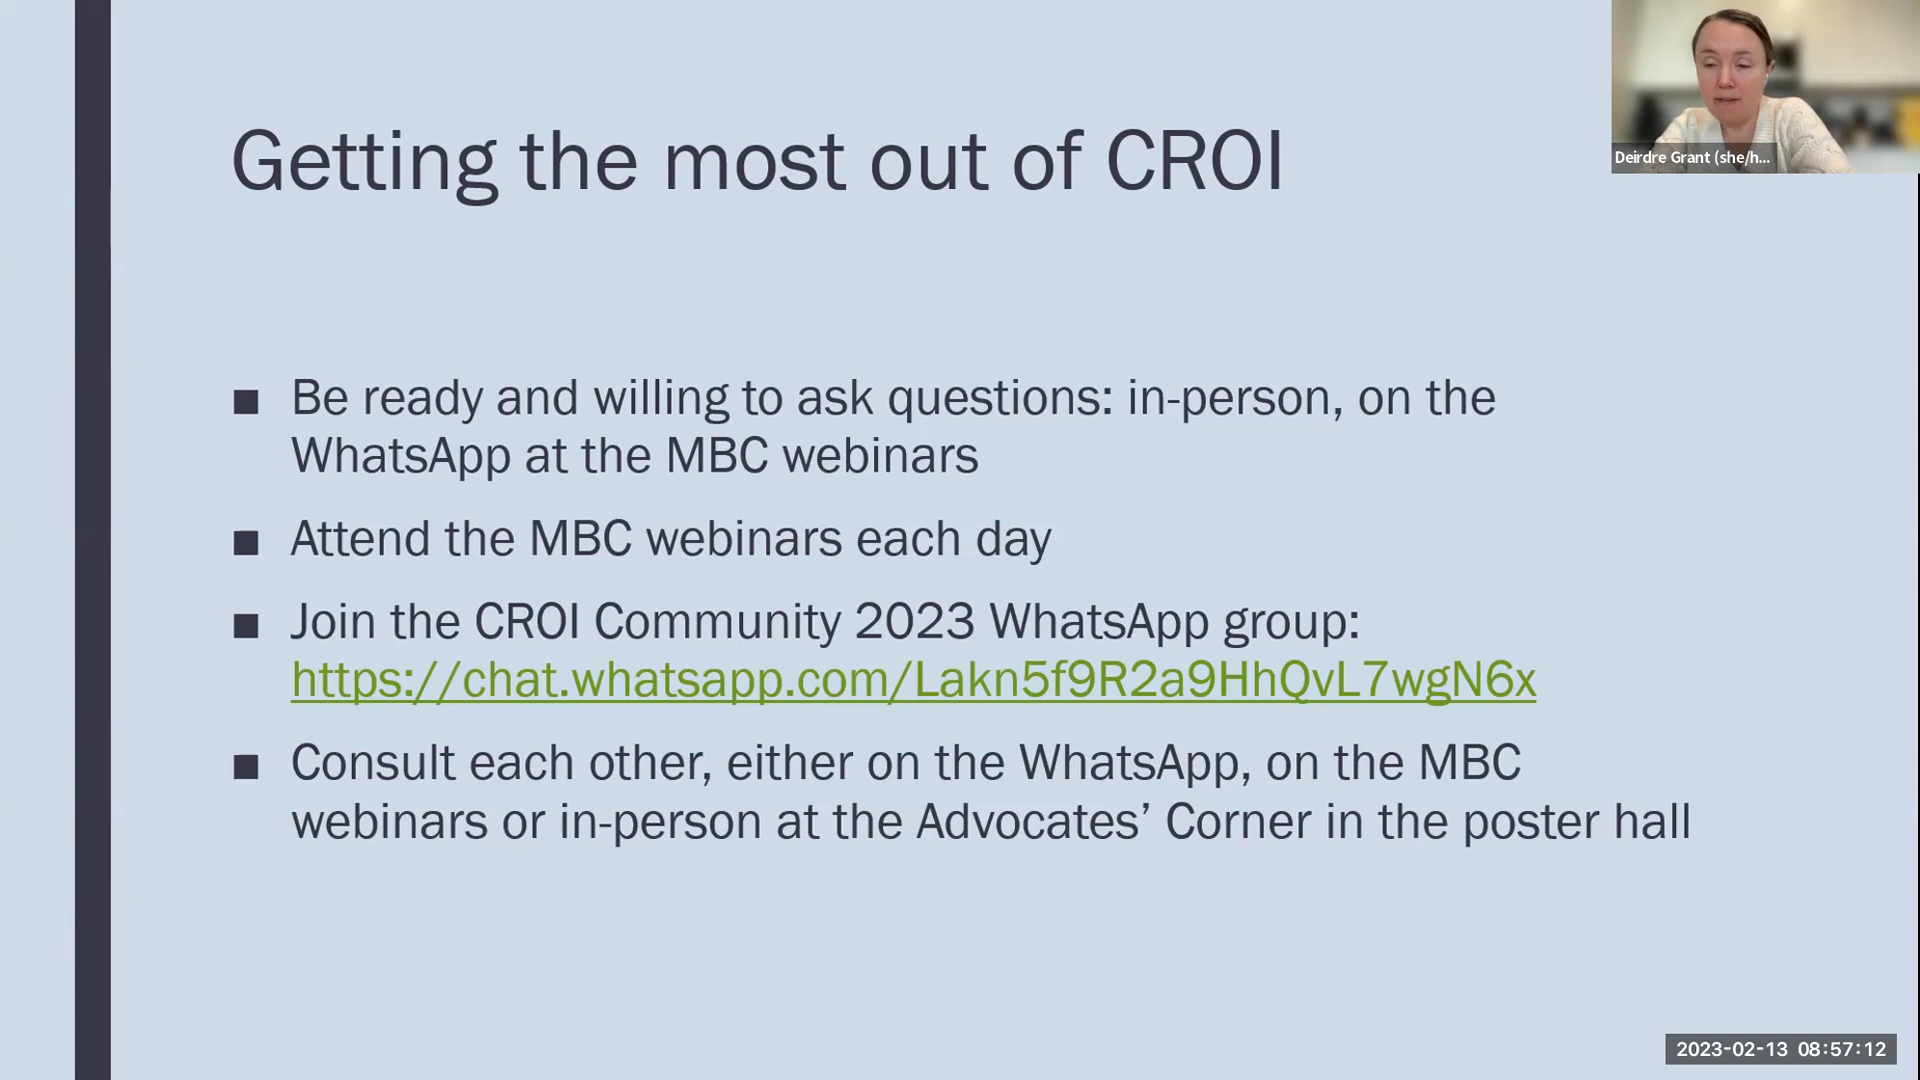 Getting the most out of CROI
Deirdre Grant (she/h...
■ Be ready and willing to ask questions: in-person, on the
WhatsApp at the MBC webinars
■ Attend the MBC webinars each day
■ Join the CROI Community 2023 WhatsApp group:
https://chat.whatsapp.com/Lakn5f9R2a9HhQvL7wgN6x
■ Consult each other, either on the WhatsApp, on the MBC
webinars or in-person at the Advocates’ Corner in the poster hall
2023-02-13 08:57:12